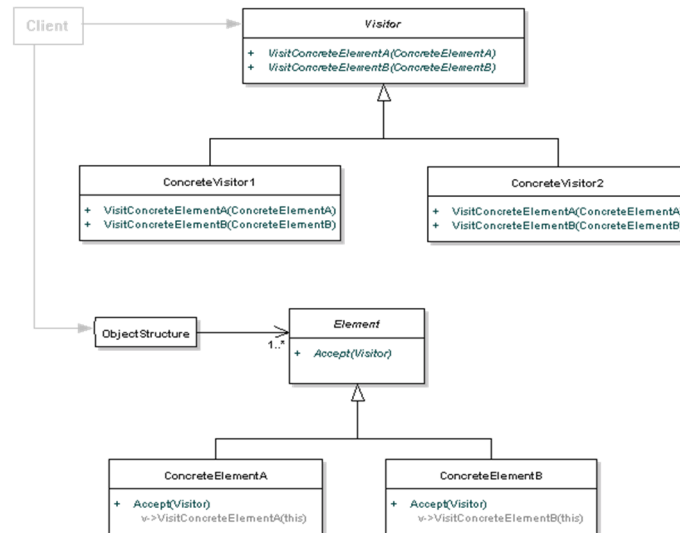 Client
Visitor
+ VisitConcreteElementA(ConcreteElementA)
+ VisitConcreteElementB(ConcreteElementB)
ConcreteVisitor1
+ VisitConcreteElementA(ConcreteElementA)
+ VisitConcreteElementB(ConcreteElementB)
ConcreteVisitor2
+ VisitConcreteElementA(ConcreteElementA
+ VisitConcreteElementB(ConcreteElementB
ObjectStructure
1..*
Element
+ Accept(Visitor)
ConcreteElementA
+ Accept(Visitor)
v->VisitConcreteElementA(this)
ConcreteElementB
+ Accept(Visitor)
v->VisitConcreteElementB(this)